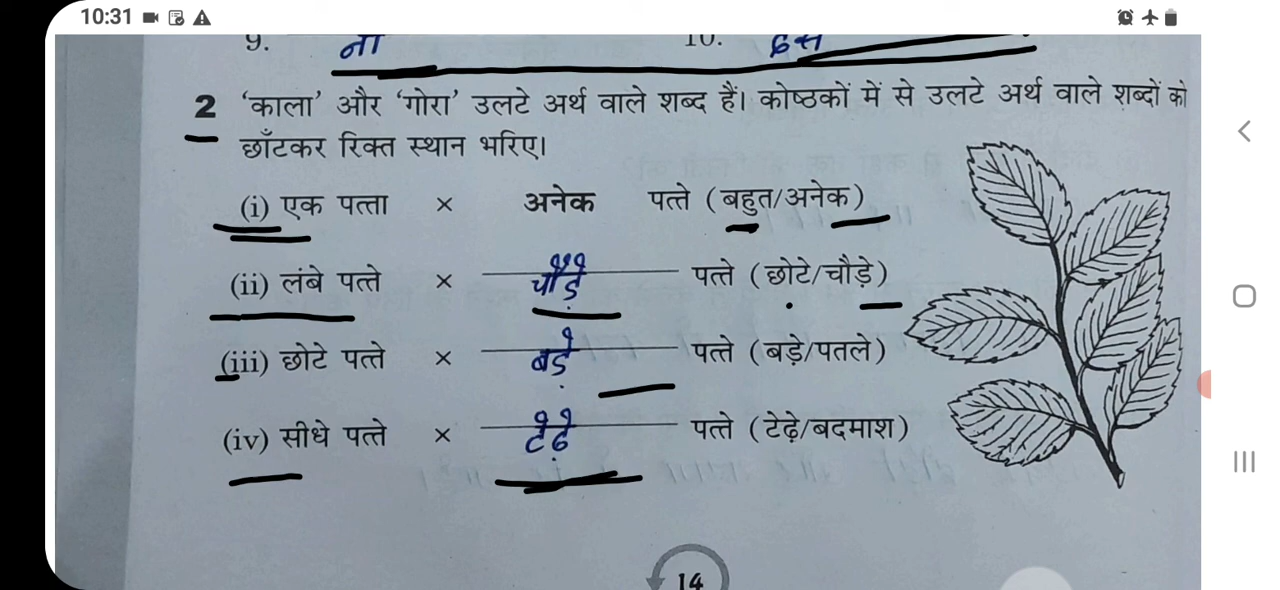 10:31
9. नौ 10. दस
2 'काला' और 'गोरा' उलटे अर्थ वाले शब्द हैं। कोष्ठकों में से उलटे अर्थ वाले शब्दों को
छाँटकर रिक्त स्थान भरिए।
(i) एक पत्ता × अनेक पत्ते (बहुत/अनेक)
(ii) लंबे पत्ते × चौड़े पत्ते (छोटे/चौड़े)
(iii) छोटे पत्ते × बड़े पत्ते (बड़े/पतले)
(iv) सीधे पत्ते × टेढ़े पत्ते (टेढ़े/बदमाश)
14